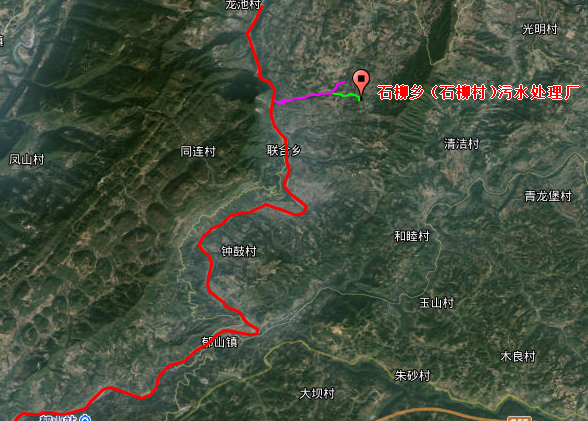 龙池村
光明村
石柳乡（石柳村）污水处理厂
清洁村
联合乡
同连村
凤山村
青龙堡村
和睦村
钟鼓村
玉山村
郁山镇
木良村
朱砂村
大坝村